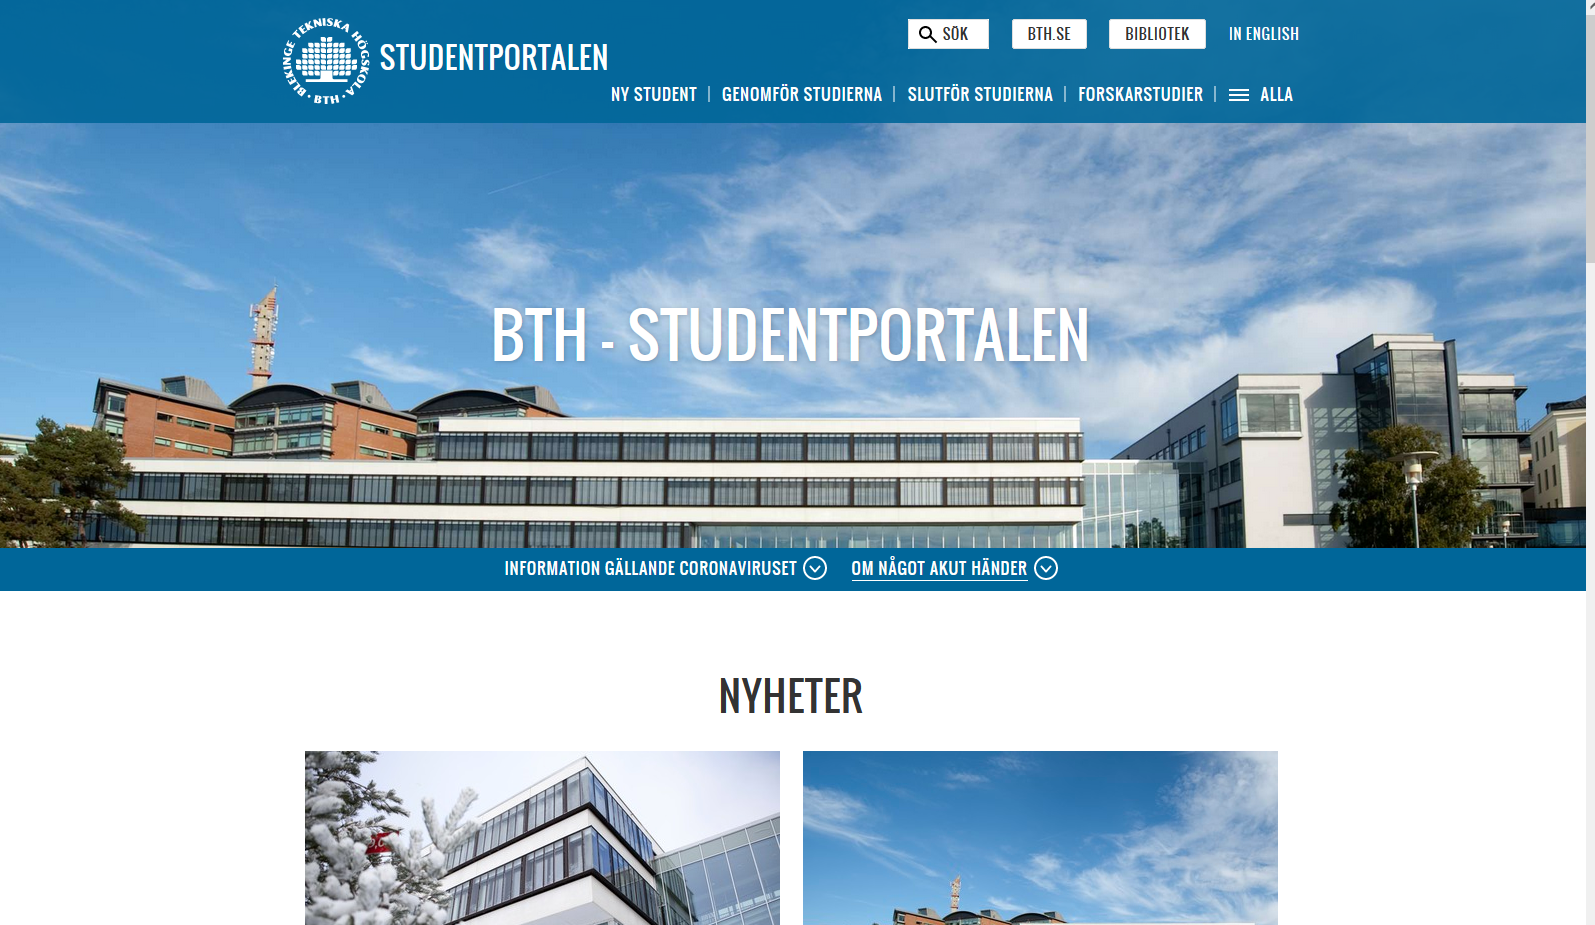 BLEKINGE TEKNISKA HÖGSKOLA · BTH ·
STUDENTPORTALEN
SÖK
BTH.SE
BIBLIOTEK
IN ENGLISH
NY STUDENT
GENOMFÖR STUDIERNA
SLUTFÖR STUDIERNA
FORSKARSTUDIER
ALLA
BTH - STUDENTPORTALEN
INFORMATION GÄLLANDE CORONAVIRUSET
OM NÅGOT AKUT HÄNDER
NYHETER